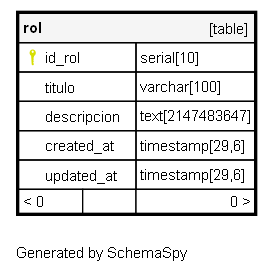 rol [table]
id_rol serial[10]
titulo varchar[100]
descripcion text[2147483647]
created_at timestamp[29,6]
updated_at timestamp[29,6]
< 0 0 >
Generated by SchemaSpy